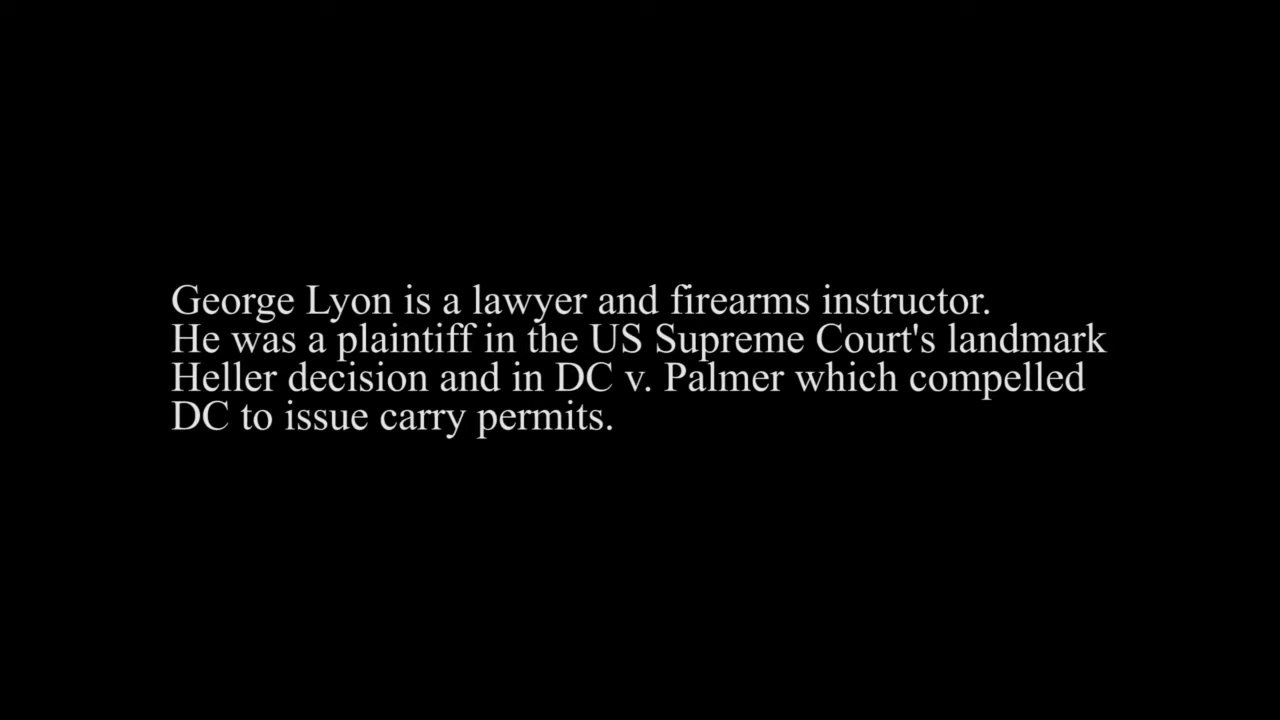 George Lyon is a lawyer and firearms instructor.
He was a plaintiff in the US Supreme Court's landmark
Heller decision and in DC v. Palmer which compelled
DC to issue carry permits.